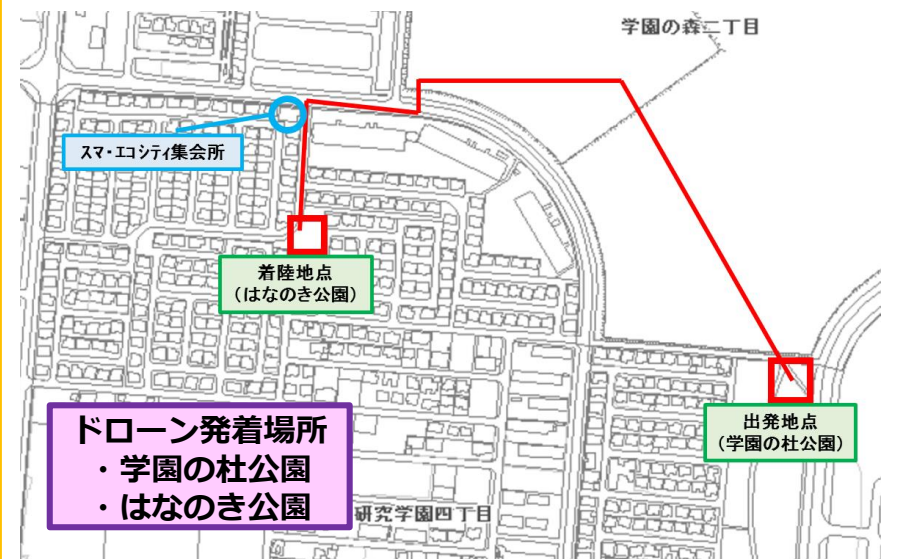 学園の森二丁目
スマ・エコシティ集会所
着陸地点
(はなのき公園)
出発地点
(学園の杜公園)
ドローン発着場所
・学園の杜公園
・はなのき公園
研究学園四丁目